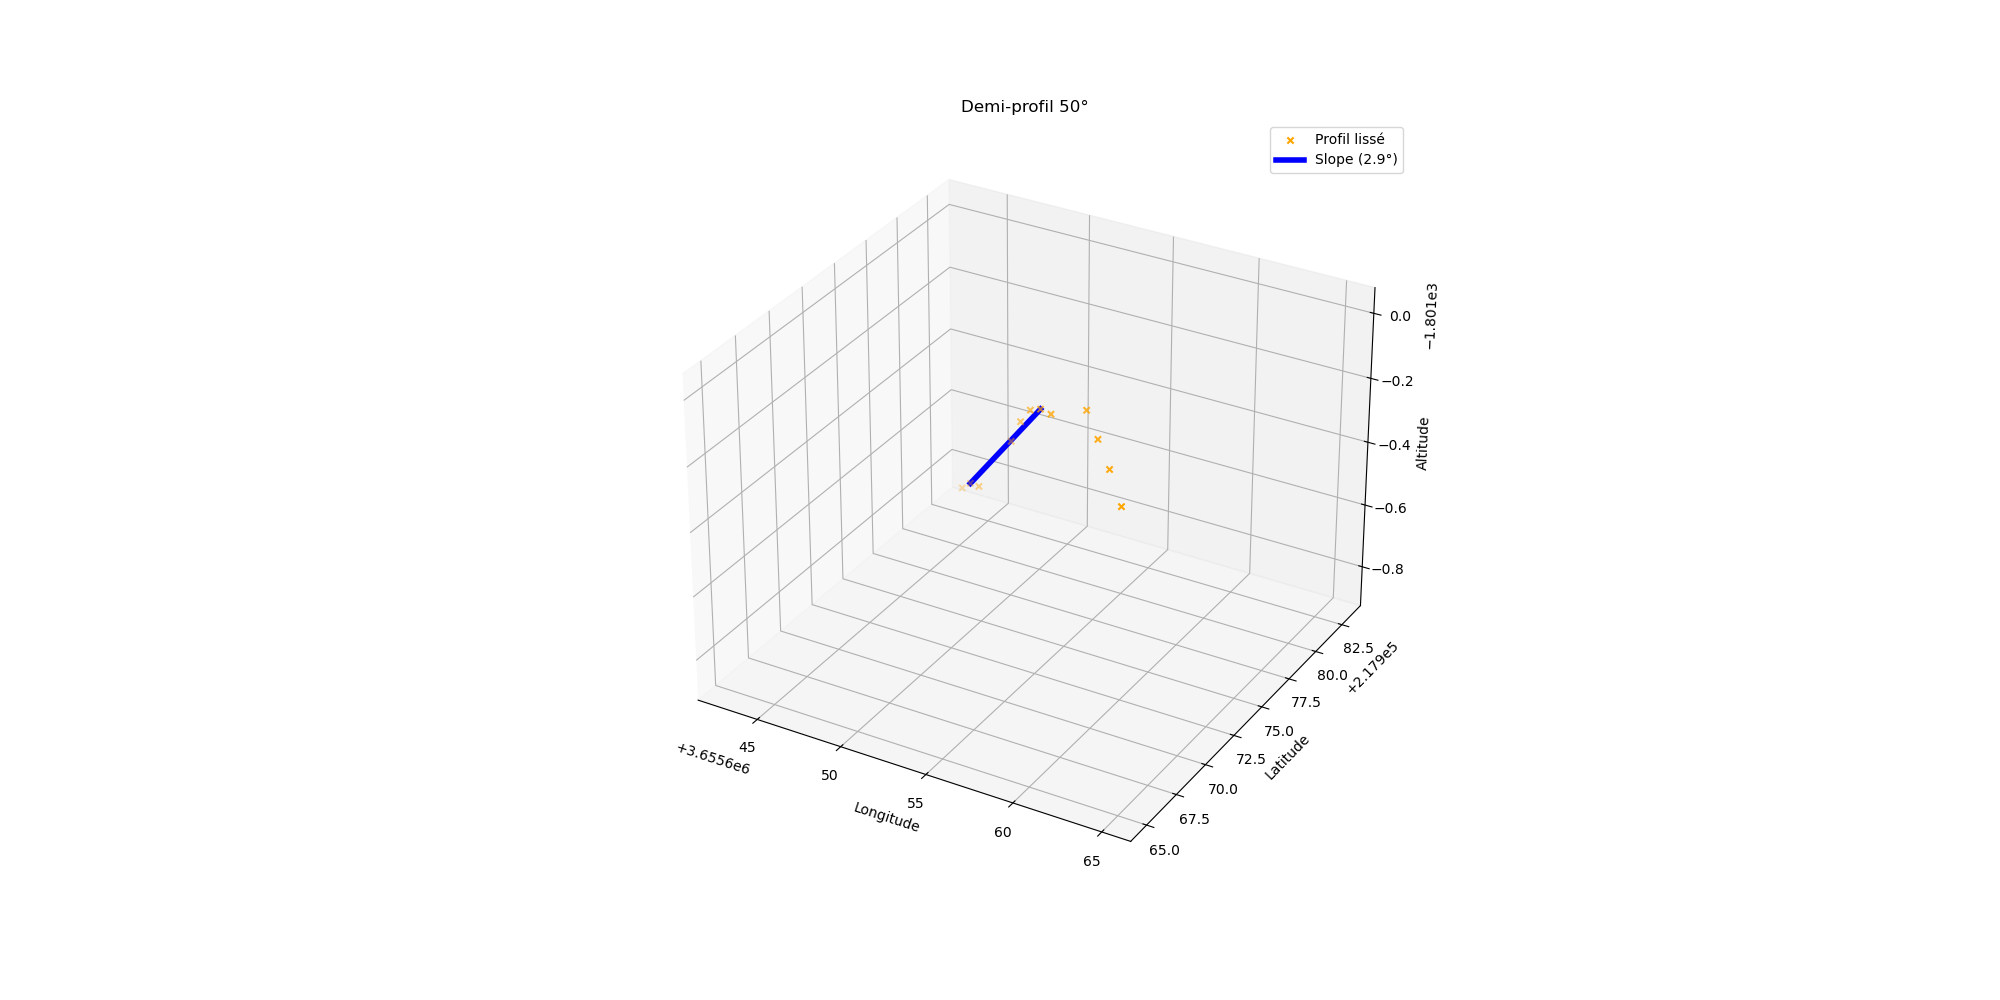 Demi-profil 50°
Profil lissé
Slope (2.9°)
−1.801e3
0.0
−0.2
−0.4
−0.6
−0.8
Altitude
82.5
80.0
77.5
75.0
72.5
70.0
67.5
65.0
+2.179e5
Latitude
45
50
55
60
65
+3.6556e6
Longitude